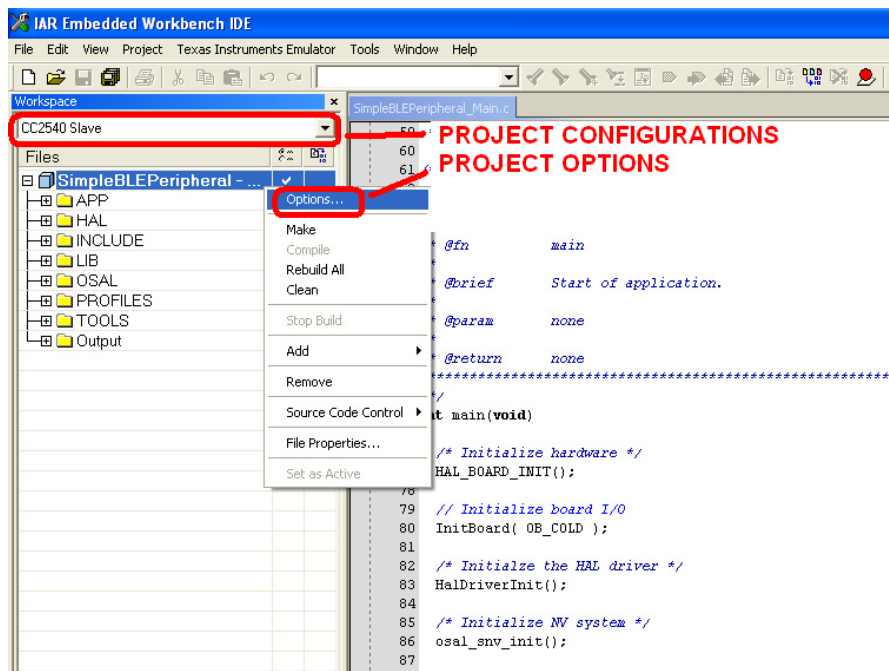 IAR Embedded Workbench IDE
File Edit View Project Texas Instruments Emulator Tools Window Help
Workspace
CC2540 Slave
Files
SimpleBLEPeripheral - ...
APP
HAL
INCLUDE
LIB
OSAL
PROFILES
TOOLS
Output
Options...
Make
Compile
Rebuild All
Clean
Stop Build
Add
Remove
Source Code Control
File Properties...
Set as Active
SimpleBLEPeripheral_Main.c
PROJECT CONFIGURATIONS
PROJECT OPTIONS
59
60
61 /*
* @fn main
*
* @brief Start of application.
*
* @param none
*
* @return none
**************************************************
*/
t main(void)
/* Initialize hardware */
HAL_BOARD_INIT();
78
79 // Initialize board I/O
80 InitBoard( OB_COLD );
81
82 /* Initialze the HAL driver */
83 HalDriverInit();
84
85 /* Initialize NV system */
86 osal_snv_init();
87